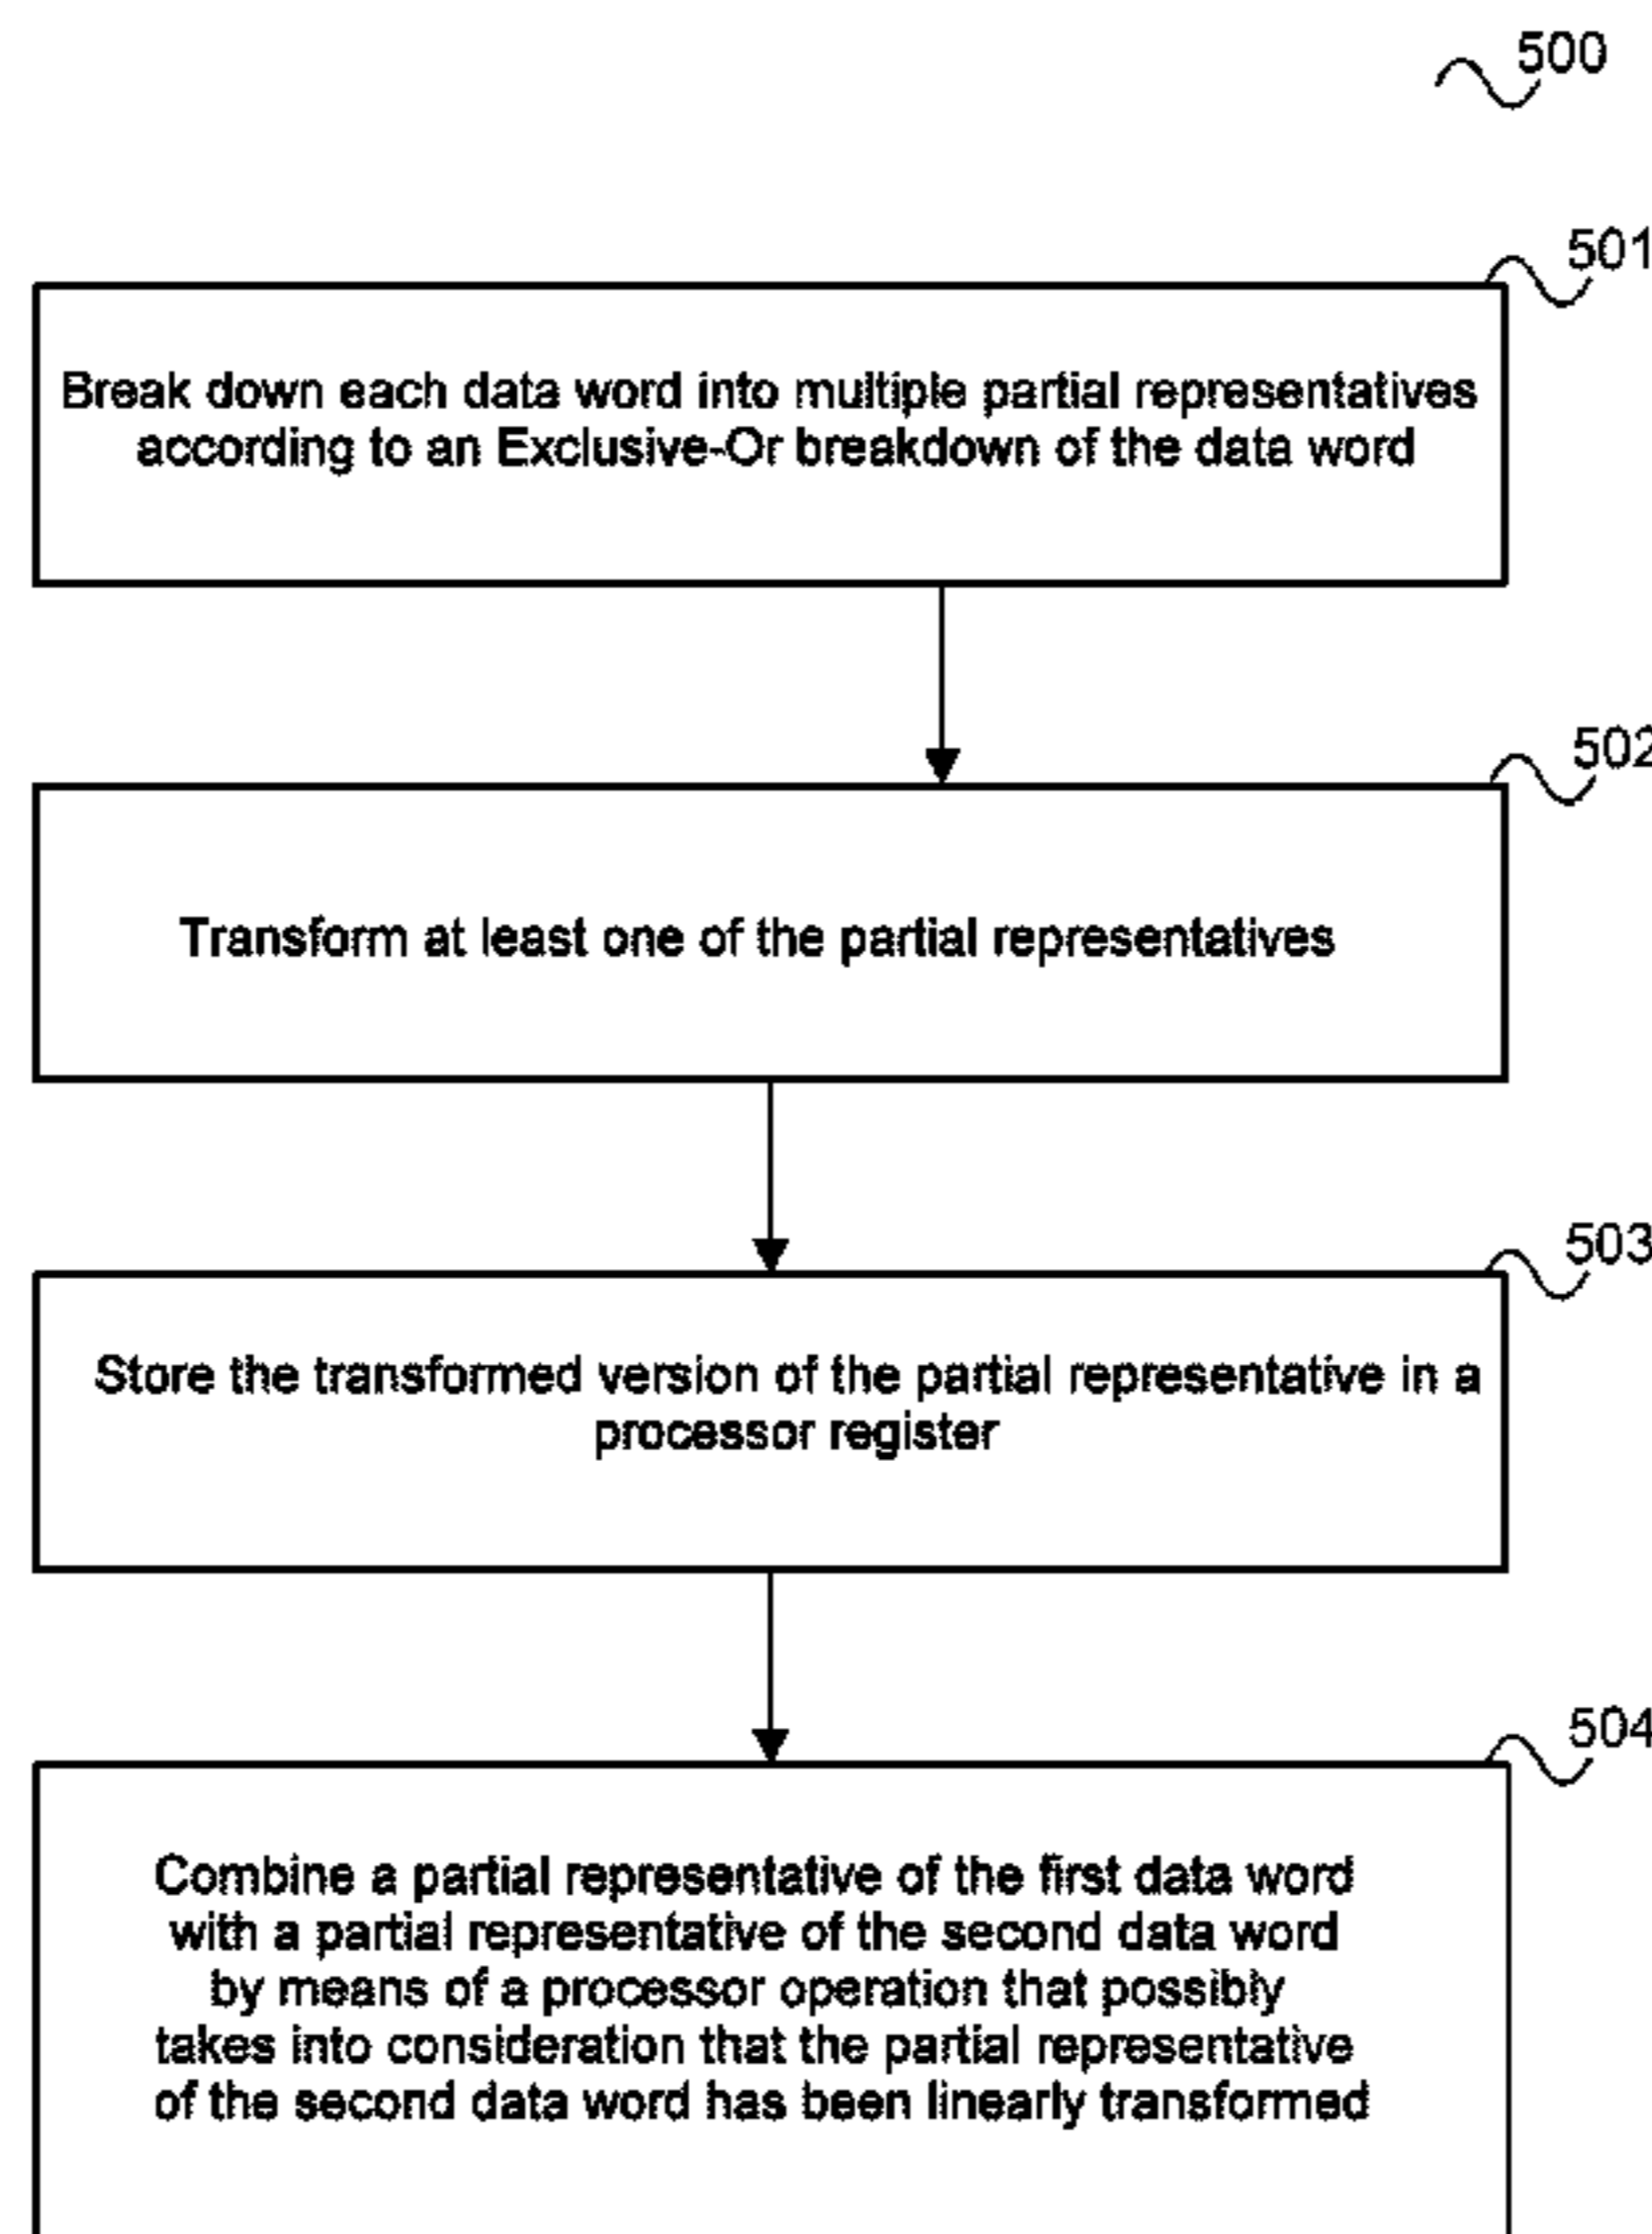 500
501
Break down each data word into multiple partial representatives
according to an Exclusive-Or breakdown of the data word
502
Transform at least one of the partial representatives
503
Store the transformed version of the partial representative in a
processor register
504
Combine a partial representative of the first data word
with a partial representative of the second data word
by means of a processor operation that possibly
takes into consideration that the partial representative
of the second data word has been linearly transformed